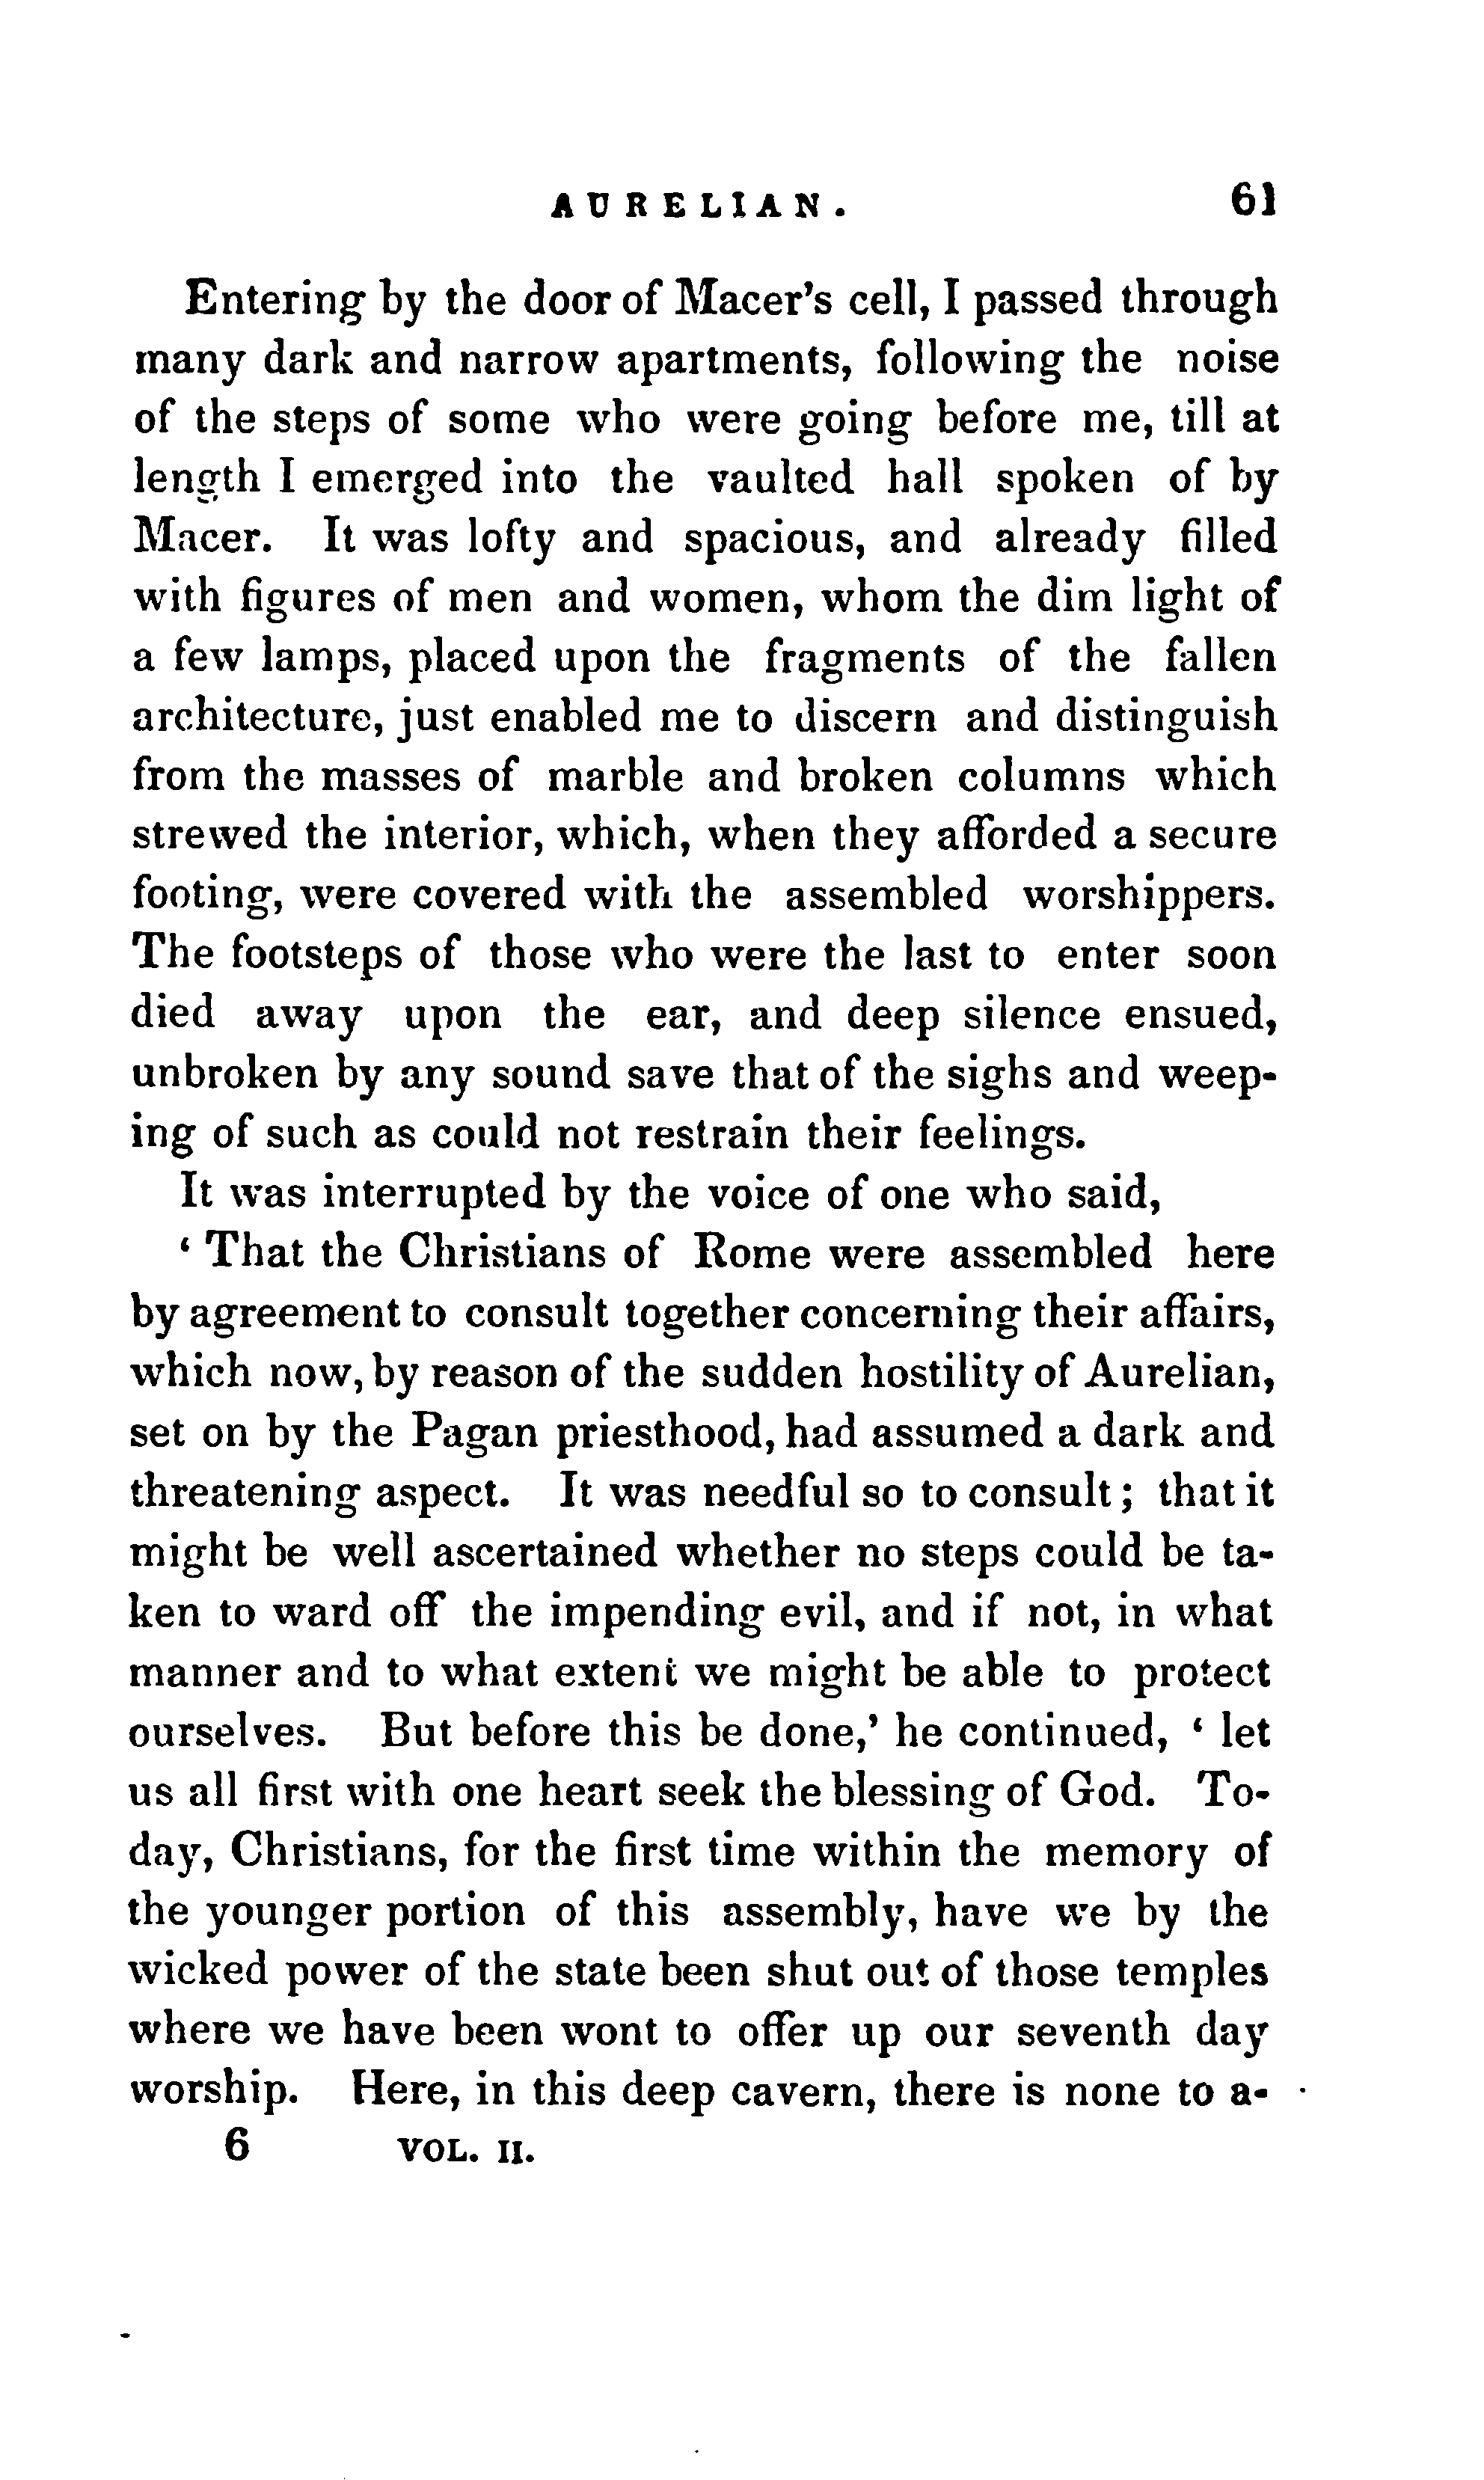 AURELIAN. 61
Entering by the door of Macer's cell, I passed through
many dark and narrow apartments, following the noise
of the steps of some who were going before me, till at
length I emerged into the vaulted hall spoken of by
Macer. It was lofty and spacious, and already filled
with figures of men and women, whom the dim light of
a few lamps, placed upon the fragments of the fallen
architecture, just enabled me to discern and distinguish
from the masses of marble and broken columns which
strewed the interior, which, when they afforded a secure
footing, were covered with the assembled worshippers.
The footsteps of those who were the last to enter soon
died away upon the ear, and deep silence ensued,
unbroken by any sound save that of the sighs and weep-
ing of such as could not restrain their feelings.
It was interrupted by the voice of one who said,
‘ That the Christians of Rome were assembled here
by agreement to consult together concerning their affairs,
which now, by reason of the sudden hostility of Aurelian,
set on by the Pagan priesthood, had assumed a dark and
threatening aspect. It was needful so to consult ; that it
might be well ascertained whether no steps could be ta-
ken to ward off the impending evil, and if not, in what
manner and to what extent we might be able to protect
ourselves. But before this be done,’ he continued, ‘ let
us all first with one heart seek the blessing of God. To-
day, Christians, for the first time within the memory of
the younger portion of this assembly, have we by the
wicked power of the state been shut out of those temples
where we have been wont to offer up our seventh day
worship. Here, in this deep cavern, there is none to a-
6 VOL. II.